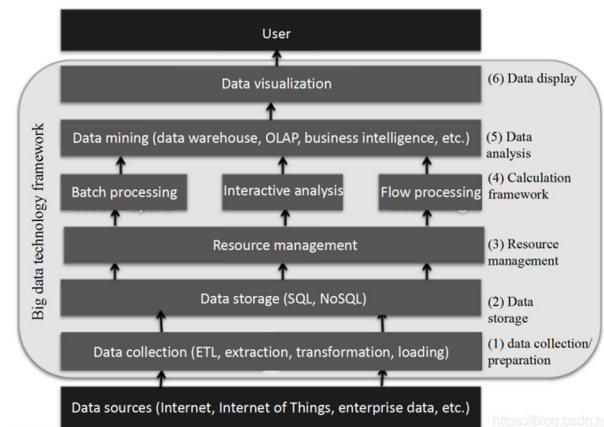 User
Data visualization
(6) Data display
Data mining (data warehouse, OLAP, business intelligence, etc.)
(5) Data
analysis
Batch processing
Interactive analysis
Flow processing
(4) Calculation
framework
Resource management
(3) Resource
management
Data storage (SQL, NoSQL)
(2) Data
storage
Data collection (ETL, extraction, transformation, loading)
(1) data collection/
preparation
Data sources (Internet, Internet of Things, enterprise data, etc.)
Big data technology framework
https://blog.csdn.n